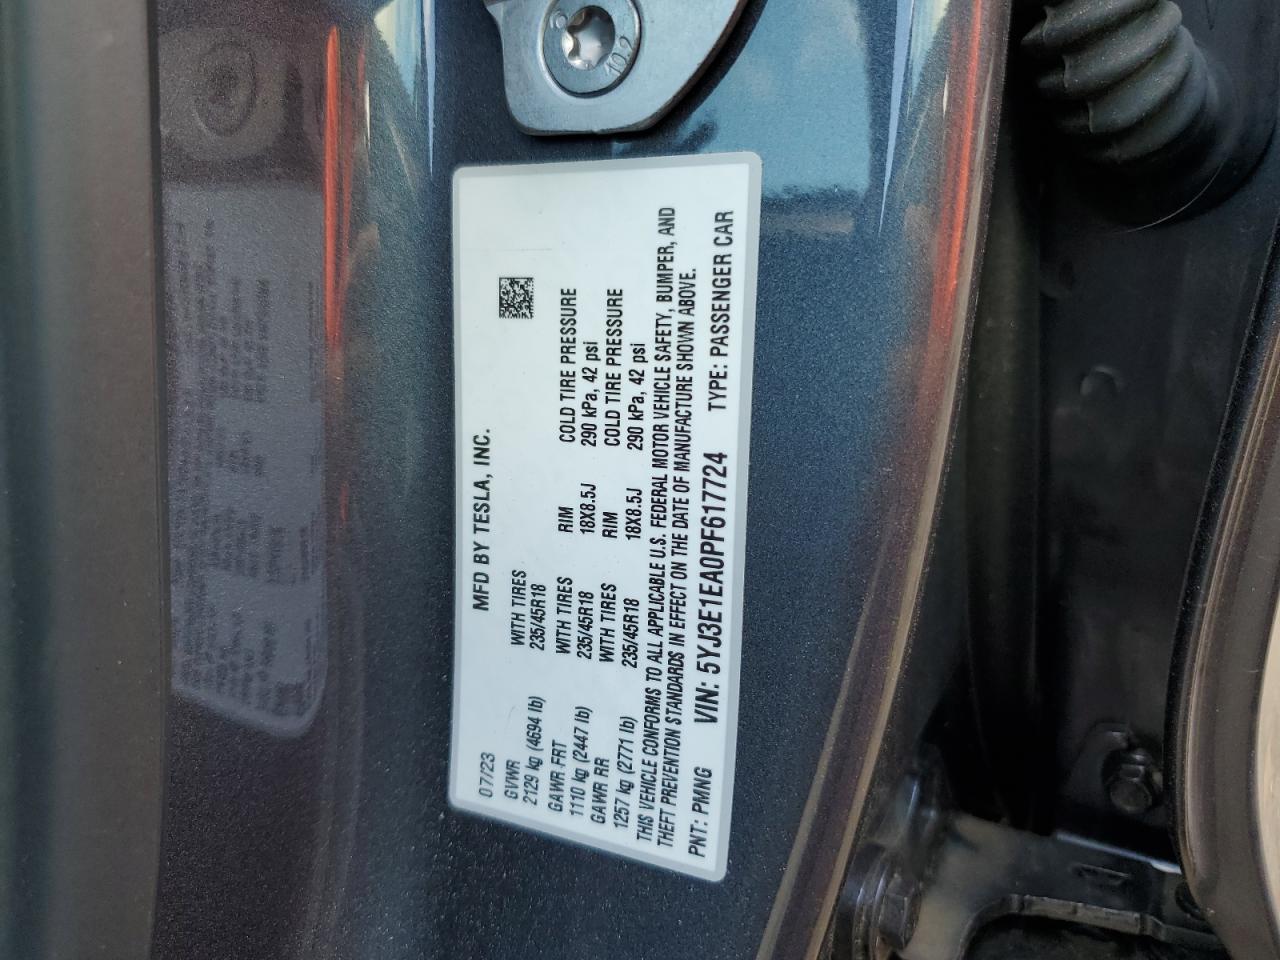 07/23 MFD BY TESLA, INC.
GVWR WITH TIRES
2129 kg (4694 lb) 235/45R18
GAWR FRT WITH TIRES RIM COLD TIRE PRESSURE
1110 kg (2447 lb) 235/45R18 18X8.5J 290 kPa, 42 psi
GAWR RR WITH TIRES RIM COLD TIRE PRESSURE
1257 kg (2771 lb) 235/45R18 18X8.5J 290 kPa, 42 psi
THIS VEHICLE CONFORMS TO ALL APPLICABLE U.S. FEDERAL MOTOR VEHICLE SAFETY, BUMPER, AND
THEFT PREVENTION STANDARDS IN EFFECT ON THE DATE OF MANUFACTURE SHOWN ABOVE.
PNT: PMNG VIN: 5YJ3E1EA0PF617724 TYPE: PASSENGER CAR
10.2